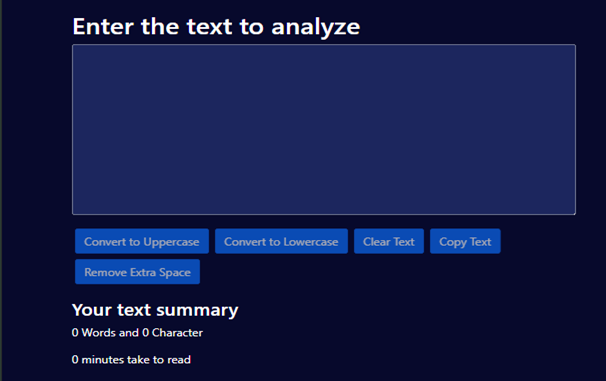 Enter the text to analyze
Convert to Uppercase Convert to Lowercase Clear Text Copy Text
Remove Extra Space
Your text summary
0 Words and 0 Character
0 minutes take to read